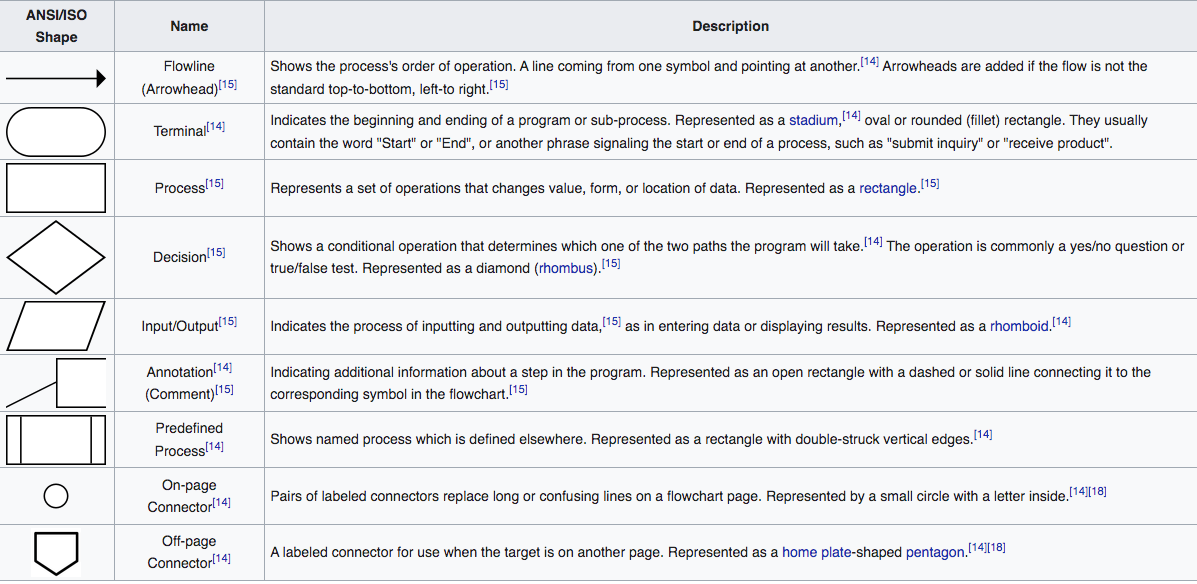 ANSI/ISO
Shape
Name
Description
Flowline
(Arrowhead)[15]
Shows the process's order of operation. A line coming from one symbol and pointing at another.[14] Arrowheads are added if the flow is not the
standard top-to-bottom, left-to right.[15]
Terminal[14]
Indicates the beginning and ending of a program or sub-process. Represented as a stadium,[14] oval or rounded (fillet) rectangle. They usually
contain the word "Start" or "End", or another phrase signaling the start or end of a process, such as "submit inquiry" or "receive product".
Process[15]
Represents a set of operations that changes value, form, or location of data. Represented as a rectangle.[15]
Decision[15]
Shows a conditional operation that determines which one of the two paths the program will take.[14] The operation is commonly a yes/no question or
true/false test. Represented as a diamond (rhombus).[15]
Input/Output[15]
Indicates the process of inputting and outputting data,[15] as in entering data or displaying results. Represented as a rhomboid.[14]
Annotation[14]
(Comment)[15]
Indicating additional information about a step in the program. Represented as an open rectangle with a dashed or solid line connecting it to the
corresponding symbol in the flowchart.[15]
Predefined
Process[14]
Shows named process which is defined elsewhere. Represented as a rectangle with double-struck vertical edges.[14]
On-page
Connector[14]
Pairs of labeled connectors replace long or confusing lines on a flowchart page. Represented by a small circle with a letter inside.[14][18]
Off-page
Connector[14]
A labeled connector for use when the target is on another page. Represented as a home plate-shaped pentagon.[14][18]